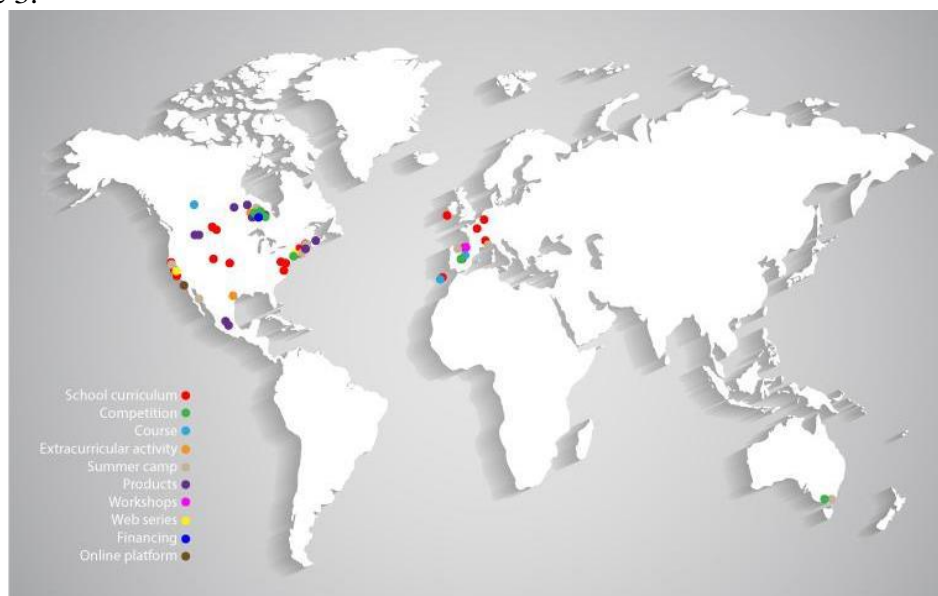 School curriculum
Competition
Course
Extracurricular activity
Summer camp
Products
Workshops
Web series
Financing
Online platform